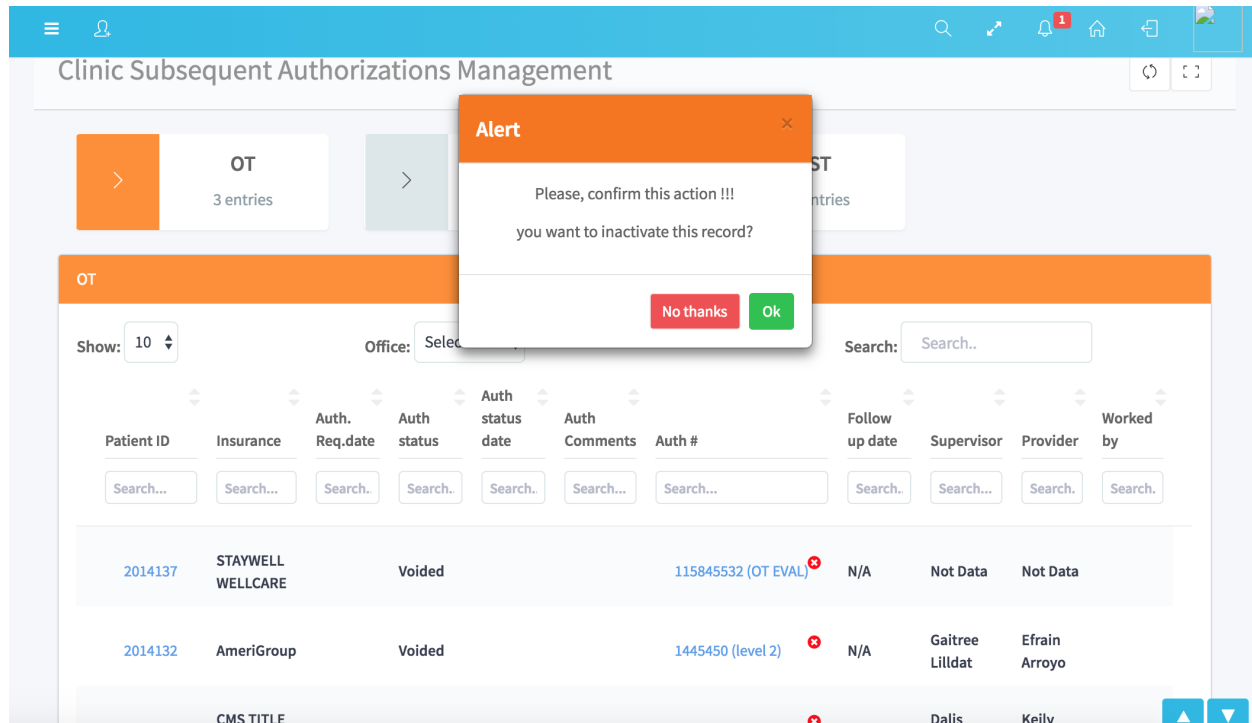 1
Clinic Subsequent Authorizations Management
Alert
×
Please, confirm this action !!!
you want to inactivate this record?
No thanks
Ok
OT
3 entries
ST
ntries
OT
Show:
10
Office:
Selec
Search:
Search..
Patient ID
Insurance
Auth.
Req.date
Auth
status
Auth
status
date
Auth
Comments
Auth #
Follow
up date
Supervisor
Provider
Worked
by
Search...
Search...
Search..
Search..
Search..
Search...
Search...
Search..
Search...
Search.
Search.
2014137
STAYWELL
WELLCARE
Voided
115845532 (OT EVAL)
N/A
Not Data
Not Data
2014132
AmeriGroup
Voided
1445450 (level 2)
N/A
Gaitree
Lilldat
Efrain
Arroyo
CMS TITLE
Dalis
Keily